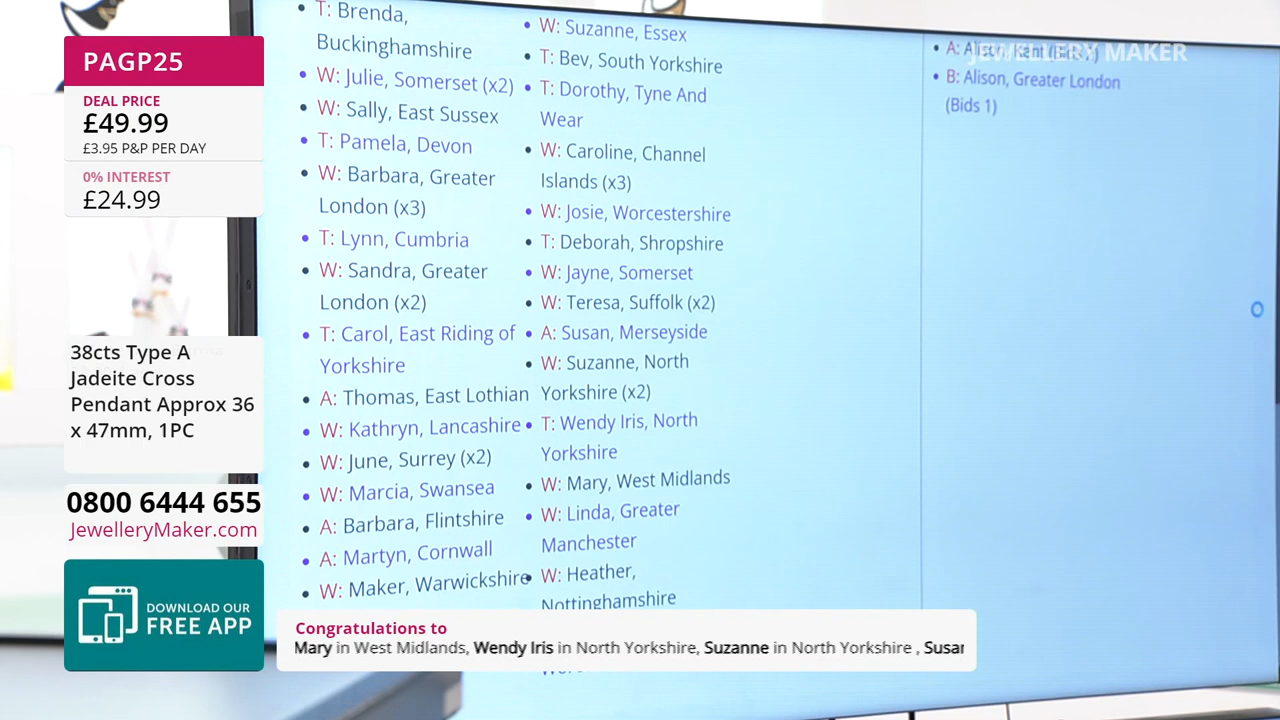 PAGP25
DEAL PRICE
£49.99
£3.95 P&P PER DAY
0% INTEREST
£24.99
38cts Type A
Jadeite Cross
Pendant Approx 36
x 47mm, 1PC
0800 6444 655
JewelleryMaker.com
DOWNLOAD OUR
FREE APP
T: Brenda,
Buckinghamshire
W: Julie, Somerset (x2)
W: Sally, East Sussex
T: Pamela, Devon
W: Barbara, Greater
London (x3)
T: Lynn, Cumbria
W: Sandra, Greater
London (x2)
T: Carol, East Riding of
Yorkshire
A: Thomas, East Lothian
W: Kathryn, Lancashire
W: June, Surrey (x2)
W: Marcia, Swansea
A: Barbara, Flintshire
A: Martyn, Cornwall
W: Maker, Warwickshire
W: Suzanne, Essex
T: Bev, South Yorkshire
T: Dorothy, Tyne And
Wear
W: Caroline, Channel
Islands (x3)
W: Josie, Worcestershire
T: Deborah, Shropshire
W: Jayne, Somerset
W: Teresa, Suffolk (x2)
A: Susan, Merseyside
W: Suzanne, North
Yorkshire (x2)
T: Wendy Iris, North
Yorkshire
W: Mary, West Midlands
W: Linda, Greater
Manchester
W: Heather,
Nottinghamshire
JEWELLERY MAKER
A:
B: Alison, Greater London
(Bids 1)
Congratulations to
Mary in West Midlands, Wendy Iris in North Yorkshire, Suzanne in North Yorkshire ,